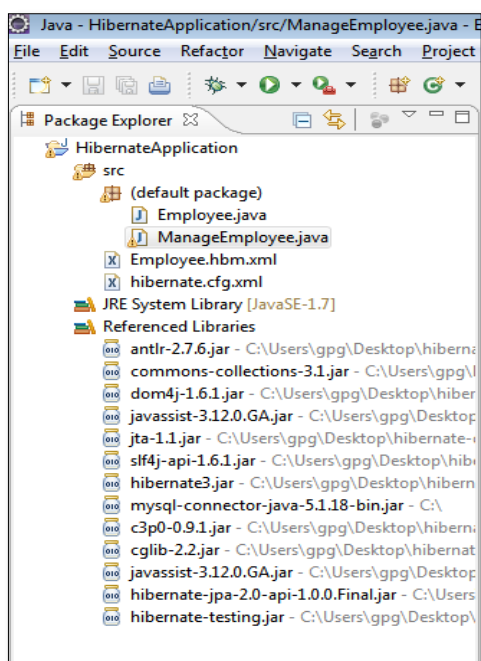 Java - HibernateApplication/src/ManageEmployee.java - E
File Edit Source Refactor Navigate Search Project
Package Explorer
HibernateApplication
src
(default package)
Employee.java
ManageEmployee.java
Employee.hbm.xml
hibernate.cfg.xml
JRE System Library [JavaSE-1.7]
Referenced Libraries
antlr-2.7.6.jar - C:\Users\gpg\Desktop\hiberna
commons-collections-3.1.jar - C:\Users\gpg\
dom4j-1.6.1.jar - C:\Users\gpg\Desktop\hiber
javassist-3.12.0.GA.jar - C:\Users\gpg\Desktop
jta-1.1.jar - C:\Users\gpg\Desktop\hibernate-
slf4j-api-1.6.1.jar - C:\Users\gpg\Desktop\hib
hibernate3.jar - C:\Users\gpg\Desktop\hibern
mysql-connector-java-5.1.18-bin.jar - C:\
c3p0-0.9.1.jar - C:\Users\gpg\Desktop\hiberna
cglib-2.2.jar - C:\Users\gpg\Desktop\hibernat
javassist-3.12.0.GA.jar - C:\Users\gpg\Desktop
hibernate-jpa-2.0-api-1.0.0.Final.jar - C:\Users
hibernate-testing.jar - C:\Users\gpg\Desktop\